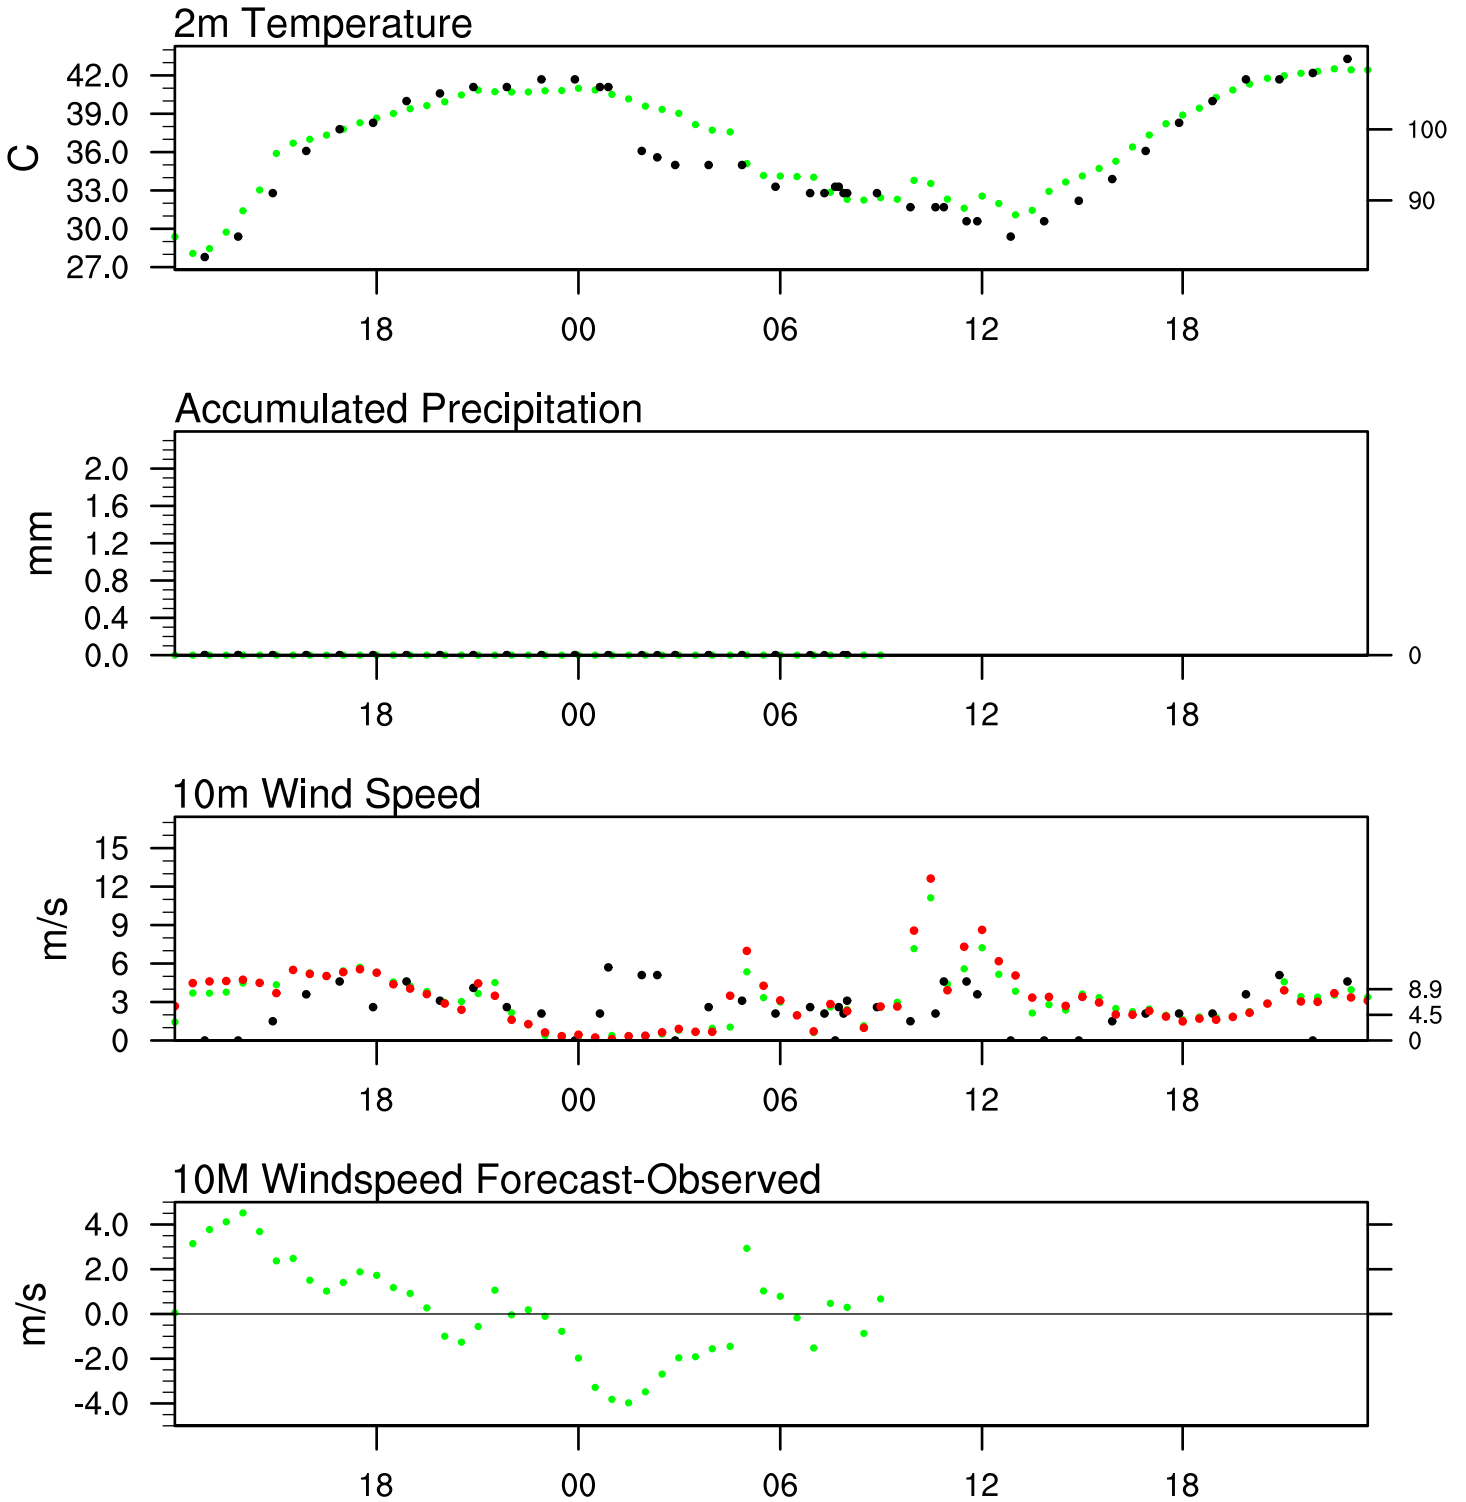 2m Temperature
42.0
39.0
36.0
33.0
30.0
27.0
C
100
90
18 00 06 12 18
Accumulated Precipitation
2.0
1.6
1.2
0.8
0.4
0.0
mm
0
18 00 06 12 18
10m Wind Speed
15
12
9
6
3
0
m/s
8.9
4.5
0
18 00 06 12 18
10M Windspeed Forecast-Observed
4.0
2.0
0.0
-2.0
-4.0
m/s
18 00 06 12 18